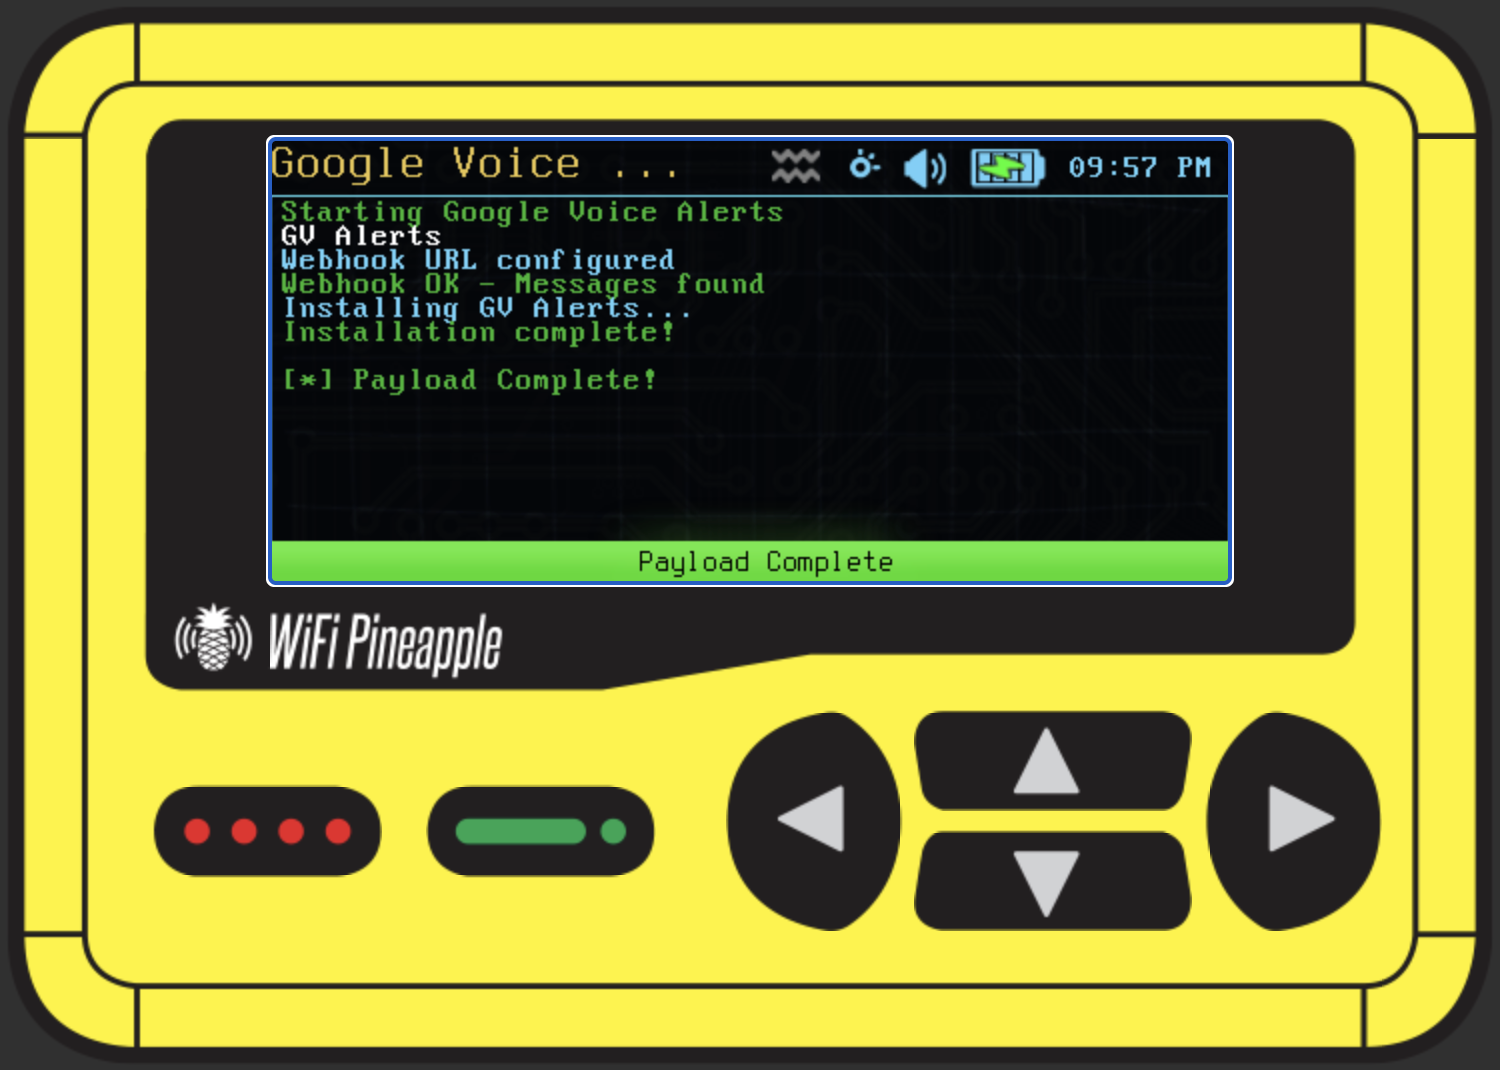 Google Voice ... 09:57 PM
Starting Google Voice Alerts
GV Alerts
Webhook URL configured
Webhook OK - Messages found
Installing GV Alerts...
Installation complete!
[*] Payload Complete!
Payload Complete
WiFi Pineapple